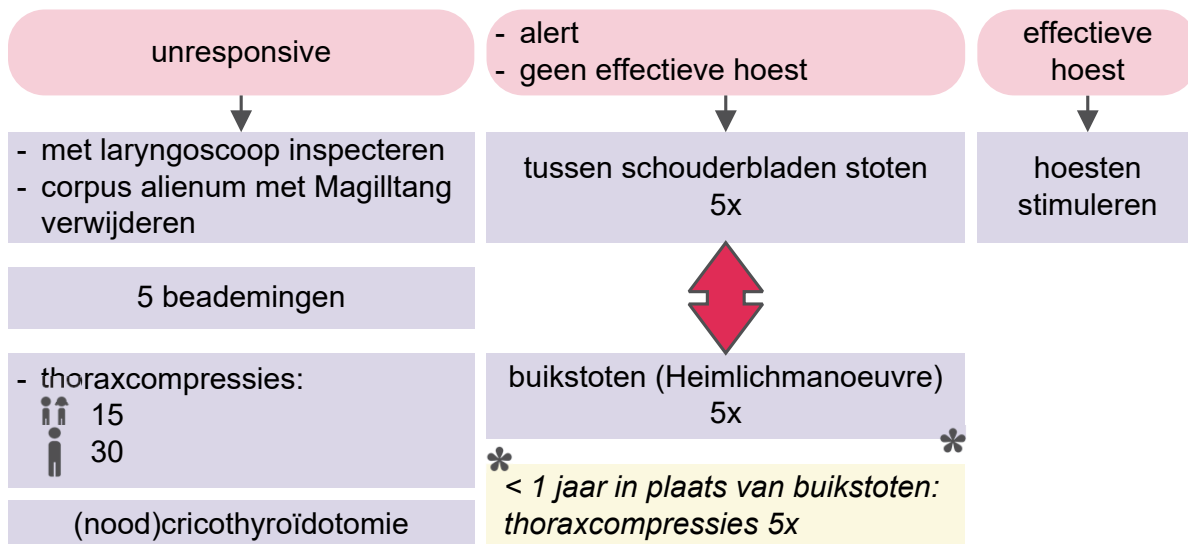 unresponsive
- met laryngoscoop inspecteren
- corpus alienum met Magilltang
verwijderen
5 beademingen
- thoraxcompressies:
15
30
(nood)cricothyroïdotomie
- alert
- geen effectieve hoest
tussen schouderbladen stoten
5x
buikstoten (Heimlichmanoeuvre)
5x
*
*
< 1 jaar in plaats van buikstoten:
thoraxcompressies 5x
effectieve
hoest
hoesten
stimuleren